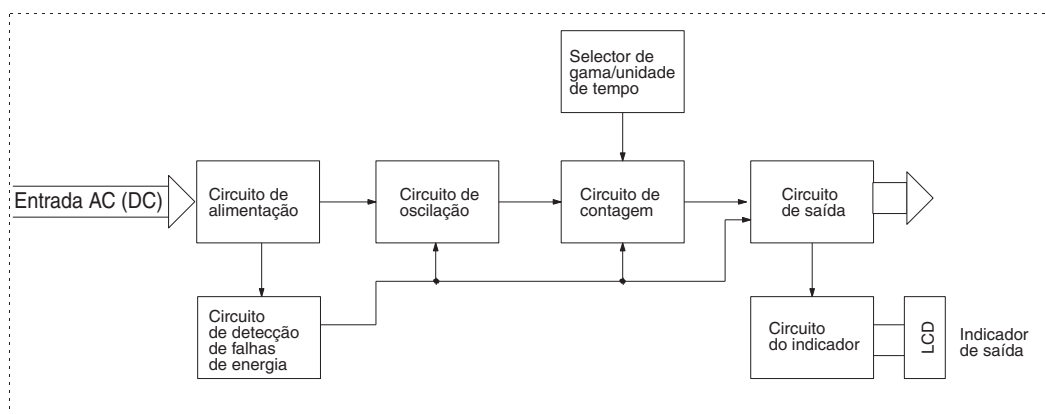 Selector de
gama/unidade
de tempo
Entrada AC (DC)
Circuito de
alimentação
Circuito de
oscilação
Circuito de
contagem
Circuito
de saída
Circuito
de detecção
de falhas
de energia
Circuito
do indicador
LCD
Indicador
de saída